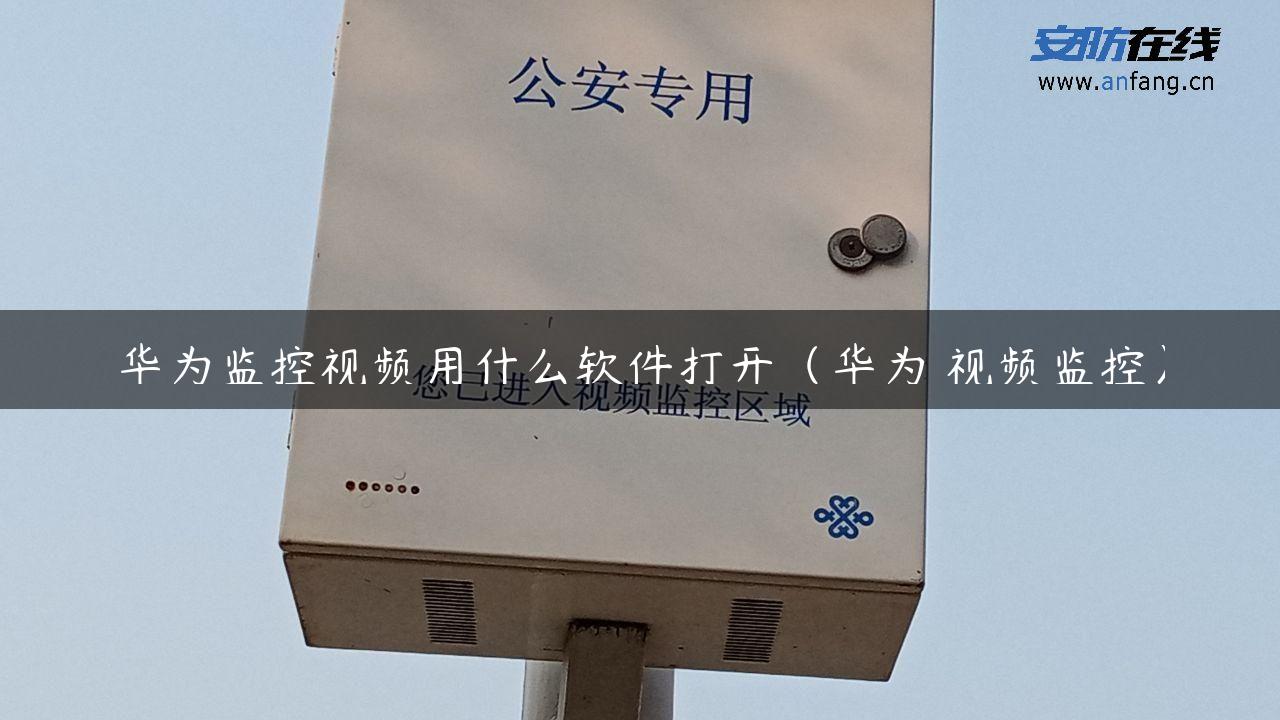 安防在线
www.anfang.cn
公安专用
华为监控视频用什么软件打开（华为 视频监控）
您已进入视频监控区域